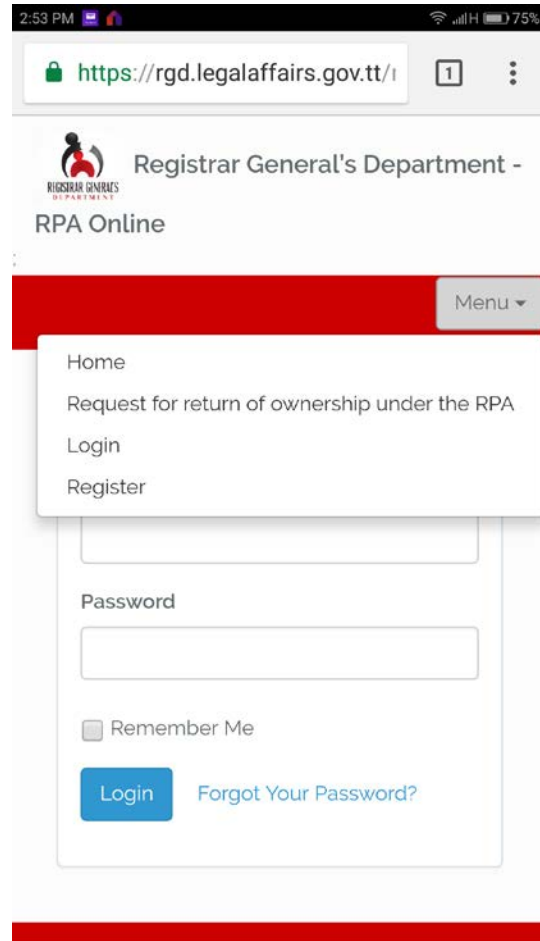 2:53 PM
H 75%
https://rgd.legalaffairs.gov.tt/
1
REGISTRAR GENERAL'S
DEPARTMENT
Registrar General's Department -
RPA Online
:
Menu
Home
Request for return of ownership under the RPA
Login
Register
Password
Remember Me
Login Forgot Your Password?